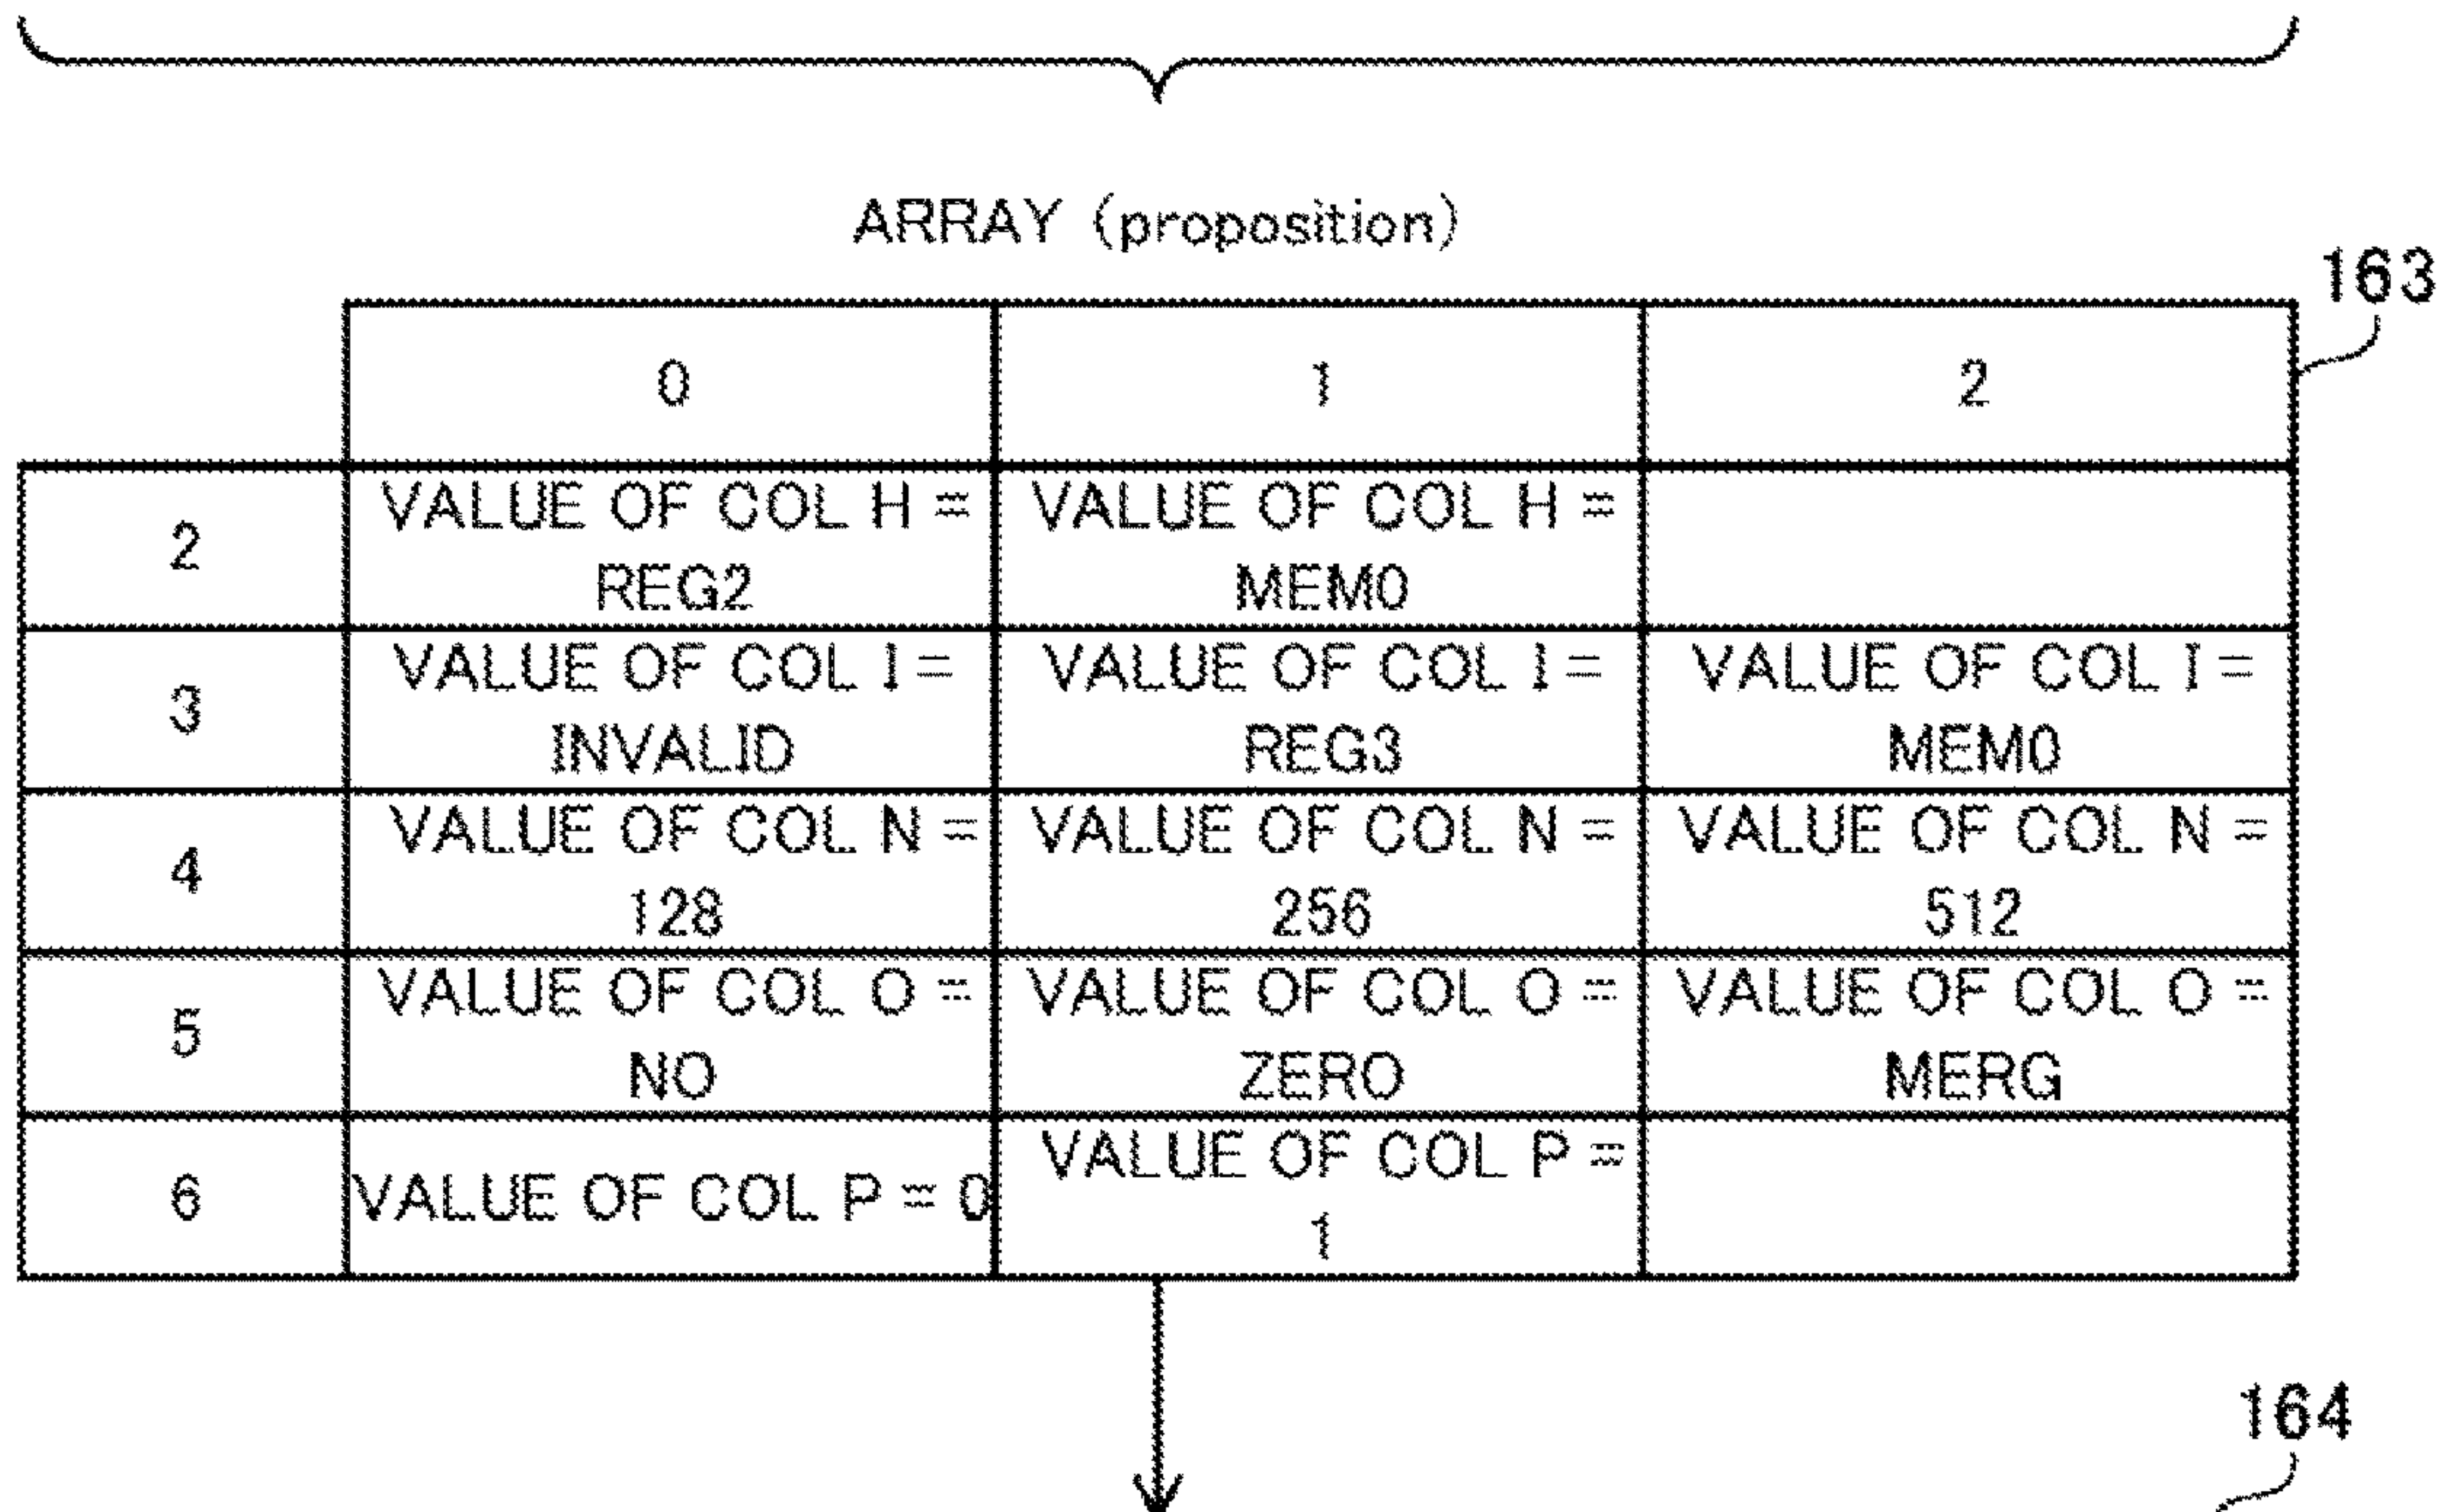 ARRAY (proposition)
163
0 1 2
2 VALUE OF COL H = VALUE OF COL H =
REG2 MEM0
3 VALUE OF COL I = VALUE OF COL I = VALUE OF COL I =
INVALID REG3 MEM0
4 VALUE OF COL N = VALUE OF COL N = VALUE OF COL N =
128 256 512
5 VALUE OF COL O = VALUE OF COL O = VALUE OF COL O =
NO ZERO MERG
6 VALUE OF COL P = 0 VALUE OF COL P =
1
164